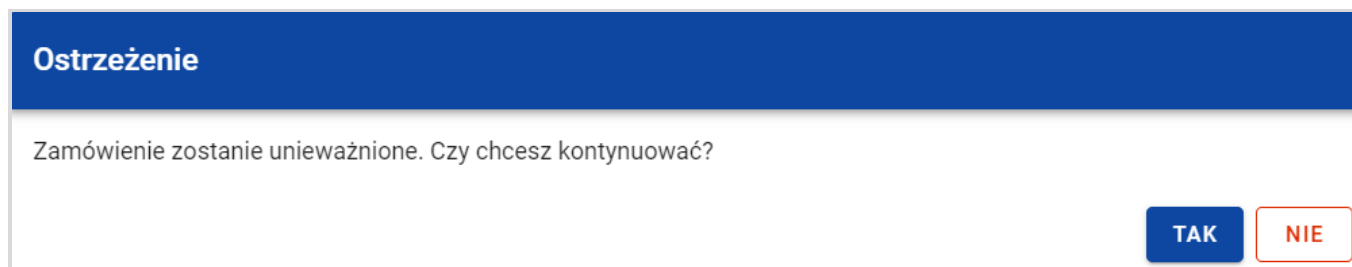 Ostrzeżenie
Zamówienie zostanie unieważnione. Czy chcesz kontynuować?
TAK NIE